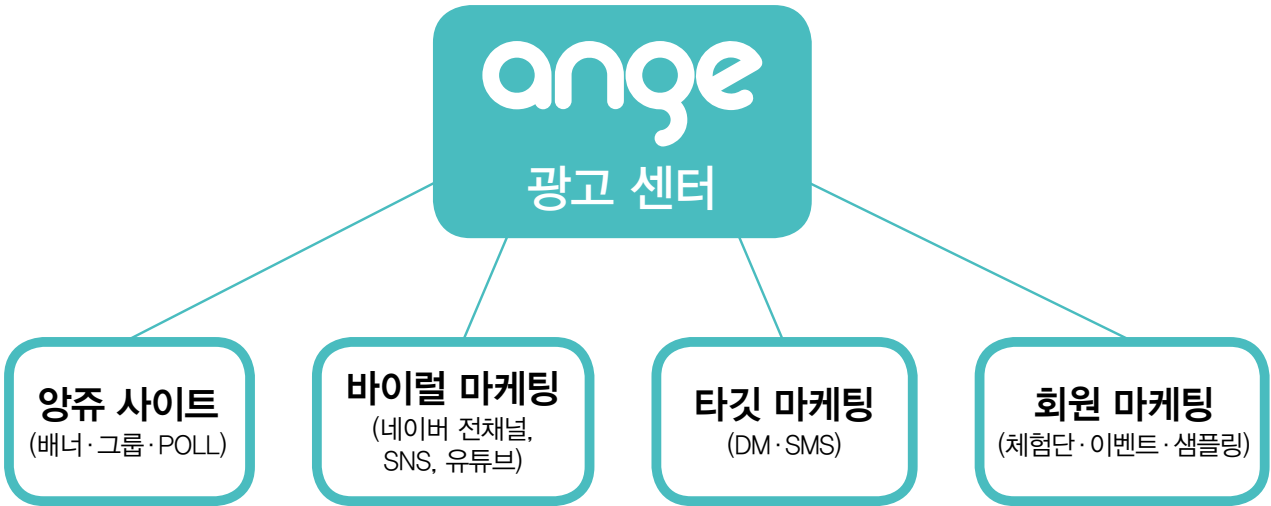 ange
광고 센터
앙쥬 사이트
(배너·그룹·POLL)
바이럴 마케팅
(네이버 전채널,
SNS, 유튜브)
타깃 마케팅
(DM·SMS)
회원 마케팅
(체험단·이벤트·샘플링)